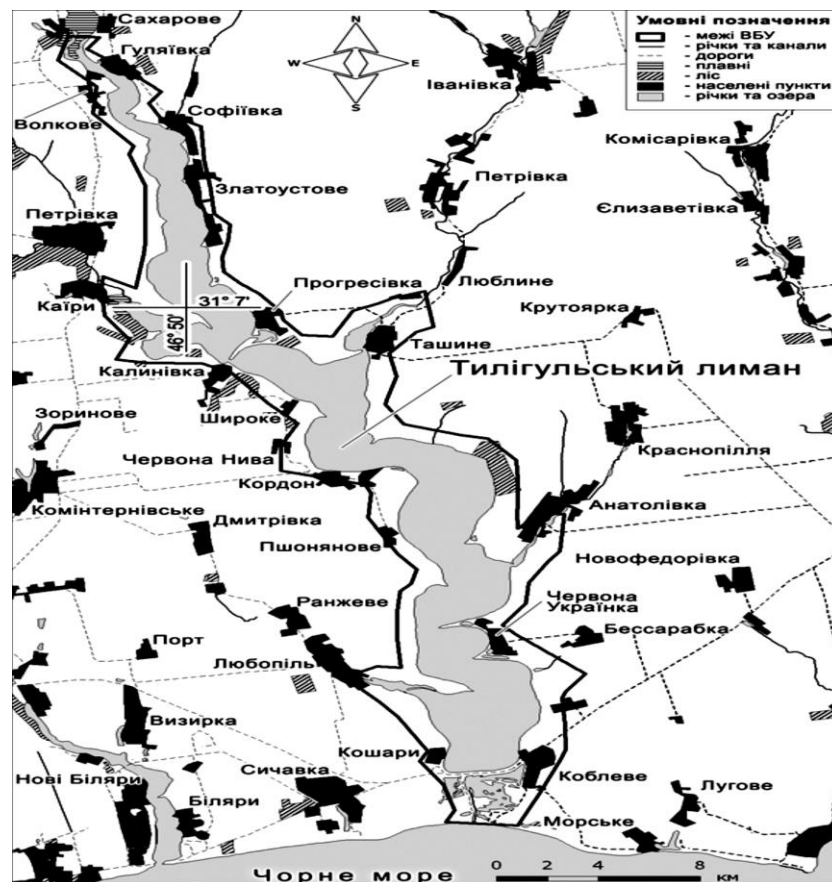 Сахарове
Гуляївка
N
W
E
S
Умовні позначення
- межі ВБУ
- річки та канали
- дороги
- плавні
- ліс
- населені пункти
- річки та озера
Іванівка
Волкове
Софіївка
Комісарівка
Златоустове
Петрівка
Петрівка
Єлизаветівка
Люблине
Прогресівка
31° 7'
46° 50'
Каїри
Крутоярка
Ташине
Калинівка
Тилігульський лиман
Зоринове
Широке
Краснопілля
Червона Нива
Кордон
Комінтернівське
Анатолівка
Дмитрівка
Пшонянове
Новофедорівка
Червона
Українка
Ранжеве
Бессарабка
Порт
Любопіль
Визирка
Кошари
Сичавка
Нові Біляри
Коблеве
Лугове
Біляри
Морське
Чорне море
0 2 4 8
км